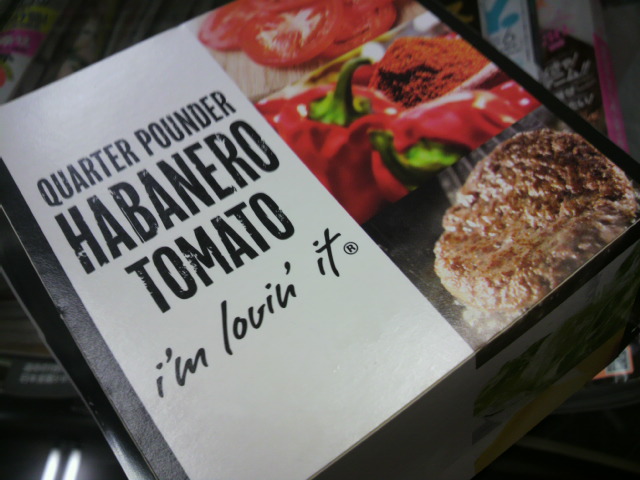 QUARTER POUNDER
HABANERO
TOMATO
i'm lovin' it®